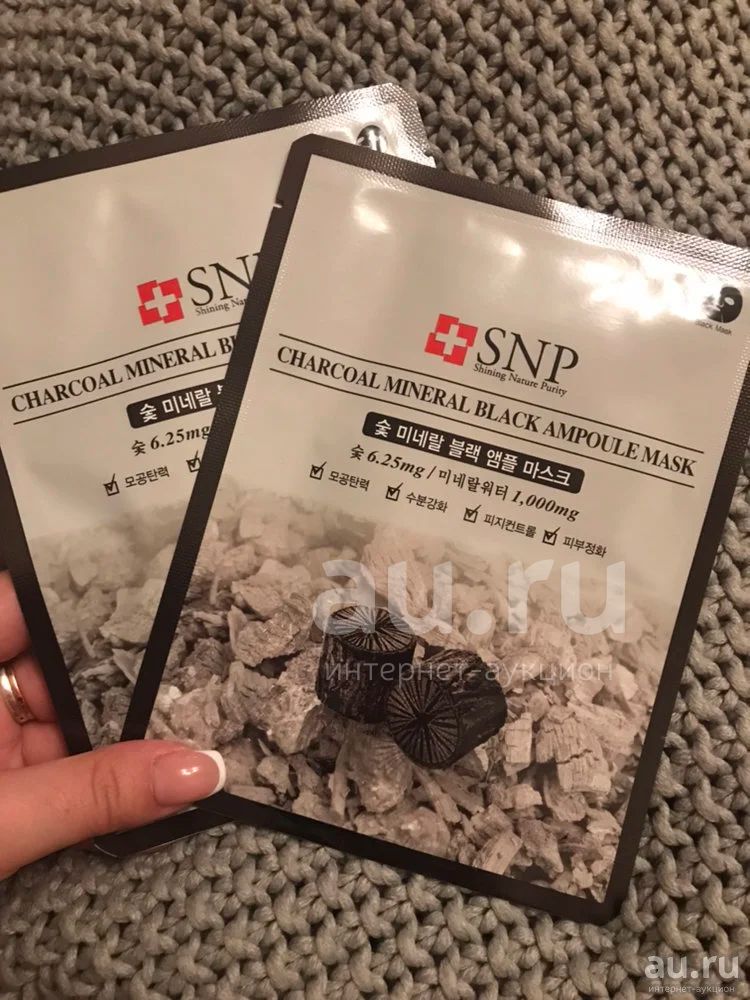 SNP
Shining Nature
CHARCOAL MINERAL
숯 미네랄
숯 6.25mg
모공탄력
Black Mask
SNP
Shining Nature Purity
CHARCOAL MINERAL BLACK AMPOULE MASK
숯 미네랄 블랙 앰플 마스크
숯 6.25mg / 미네랄워터 1,000mg
모공탄력 수분감화 피지컨트롤 피부정화
au.ru
интернет-аукцион
au.ru
интернет-аукцион